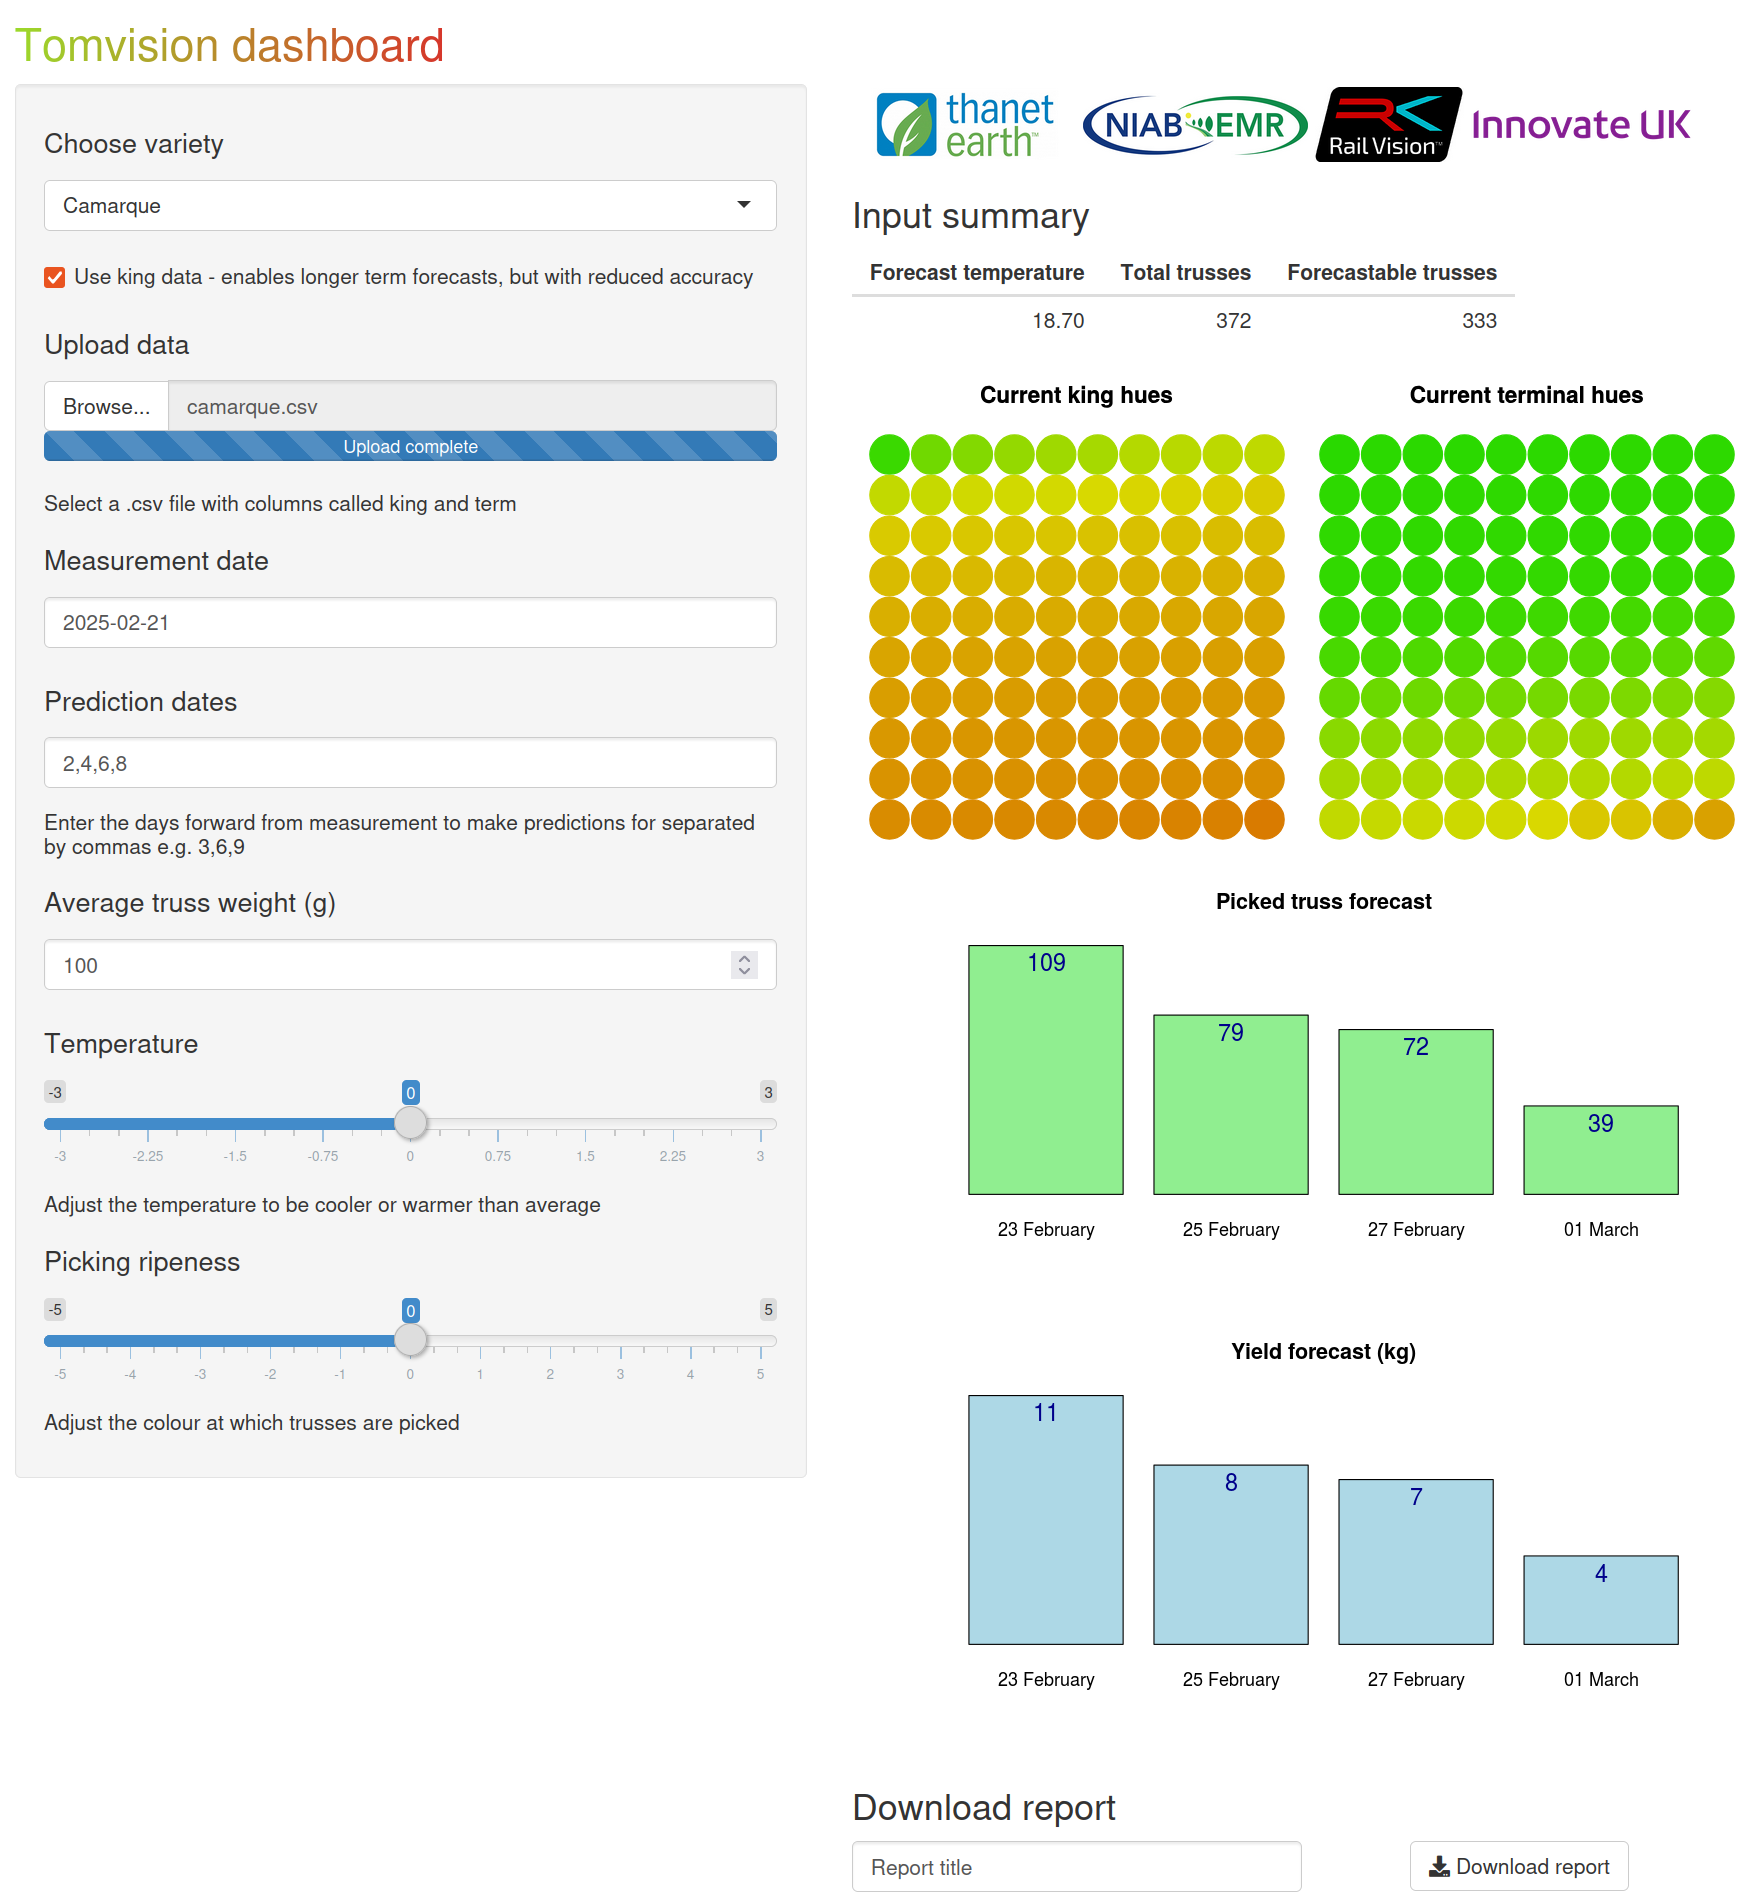 Tomvision dashboard
Choose variety
Camarque
Use king data - enables longer term forecasts, but with reduced accuracy
Upload data
Browse... camarque.csv
Upload complete
Select a .csv file with columns called king and term
Measurement date
2025-02-21
Prediction dates
2,4,6,8
Enter the days forward from measurement to make predictions for separated
by commas e.g. 3,6,9
Average truss weight (g)
100
Temperature
-3 0 3
-3 -2.25 -1.5 -0.75 0 0.75 1.5 2.25 3
Adjust the temperature to be cooler or warmer than average
Picking ripeness
-5 0 5
-5 -4 -3 -2 -1 0 1 2 3 4 5
Adjust the colour at which trusses are picked
thanet
earth™
NIAB EMR
Rail Vision™
Innovate UK
Input summary
Forecast temperature Total trusses Forecastable trusses
18.70 372 333
Current king hues Current terminal hues
Picked truss forecast
109 79 72 39
23 February 25 February 27 February 01 March
Yield forecast (kg)
11 8 7 4
23 February 25 February 27 February 01 March
Download report
Report title
Download report